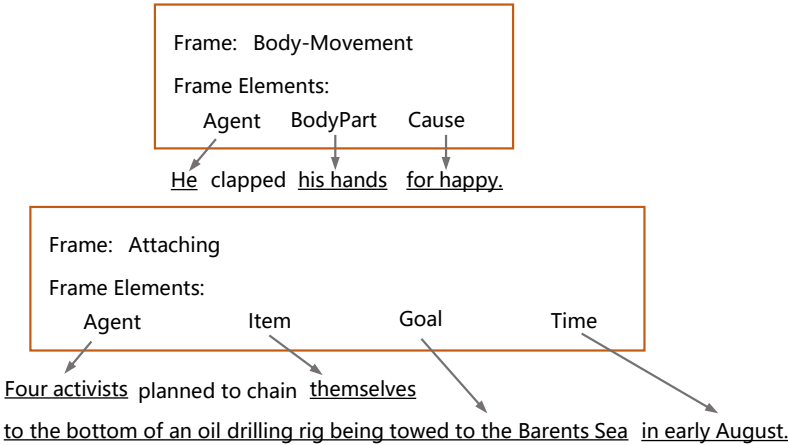 Frame: Body-Movement
Frame Elements:
Agent BodyPart Cause
He clapped his hands for happy.
Frame: Attaching
Frame Elements:
Agent Item Goal Time
Four activists planned to chain themselves
to the bottom of an oil drilling rig being towed to the Barents Sea in early August.